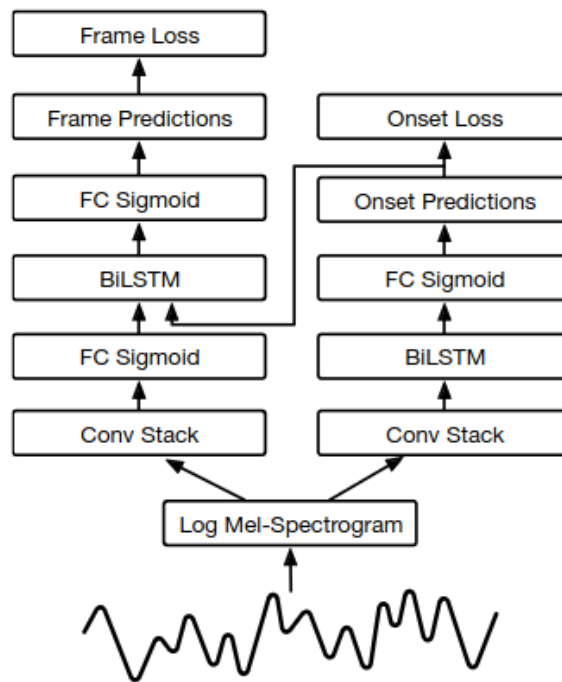 Frame Loss
Frame Predictions
Onset Loss
FC Sigmoid
Onset Predictions
BiLSTM
FC Sigmoid
FC Sigmoid
BiLSTM
Conv Stack
Conv Stack
Log Mel-Spectrogram